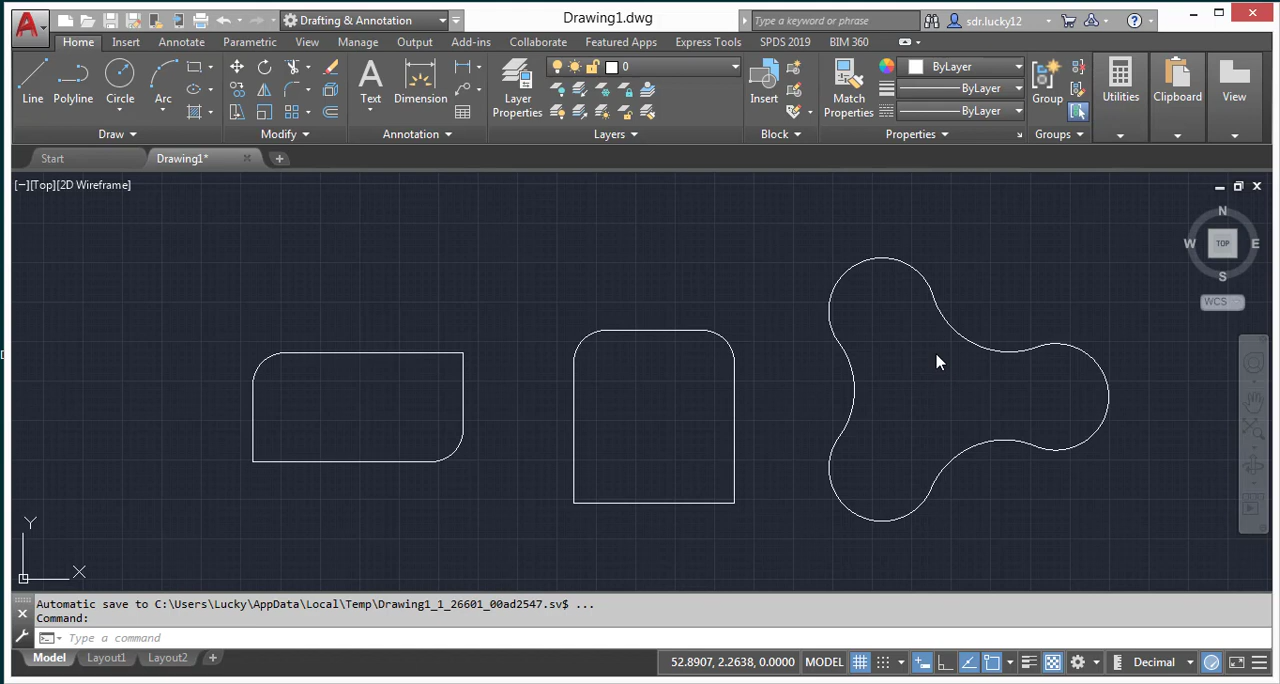 Drafting & Annotation
Drawing1.dwg
Type a keyword or phrase
sdr.lucky12
Home Insert Annotate Parametric View Manage Output Add-ins Collaborate Featured Apps Express Tools SPDS 2019 BIM 360
0
ByLayer
ByLayer
ByLayer
Line Polyline Circle Arc Text Dimension Layer Properties Insert Match Properties Group Utilities Clipboard View
Draw Modify Annotation Layers Block Properties Groups
Start Drawing1*
[−][Top][2D Wireframe]
N
W TOP E
S
WCS
Y
X
Automatic save to C:\Users\Lucky\AppData\Local\Temp\Drawing1_1_26601_00ad2547.sv$ ...
Command:
Type a command
Model Layout1 Layout2 52.8907, 2.2638, 0.0000 MODEL Decimal